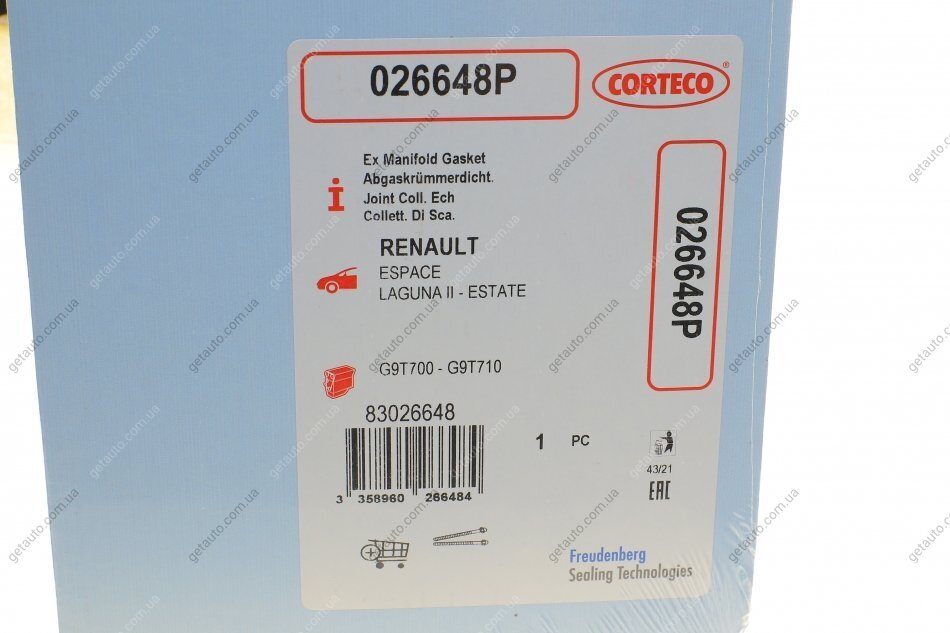 026648P
CORTECO®
Ex Manifold Gasket
Abgaskrümmerdicht.
Joint Coll. Ech
Collett. Di Sca.
RENAULT
ESPACE
LAGUNA II - ESTATE
026648P
G9T700 - G9T710
83026648
1 PC
3 358960 266484
43/21
EAC
Freudenberg
Sealing Technologies
getauto.com.ua